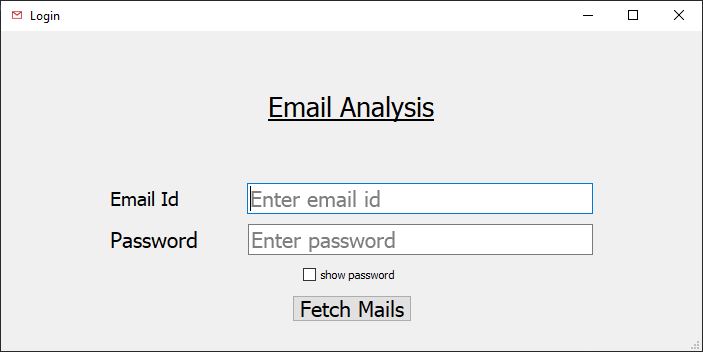 Login
Email Analysis
Email Id Enter email id
Password Enter password
show password
Fetch Mails